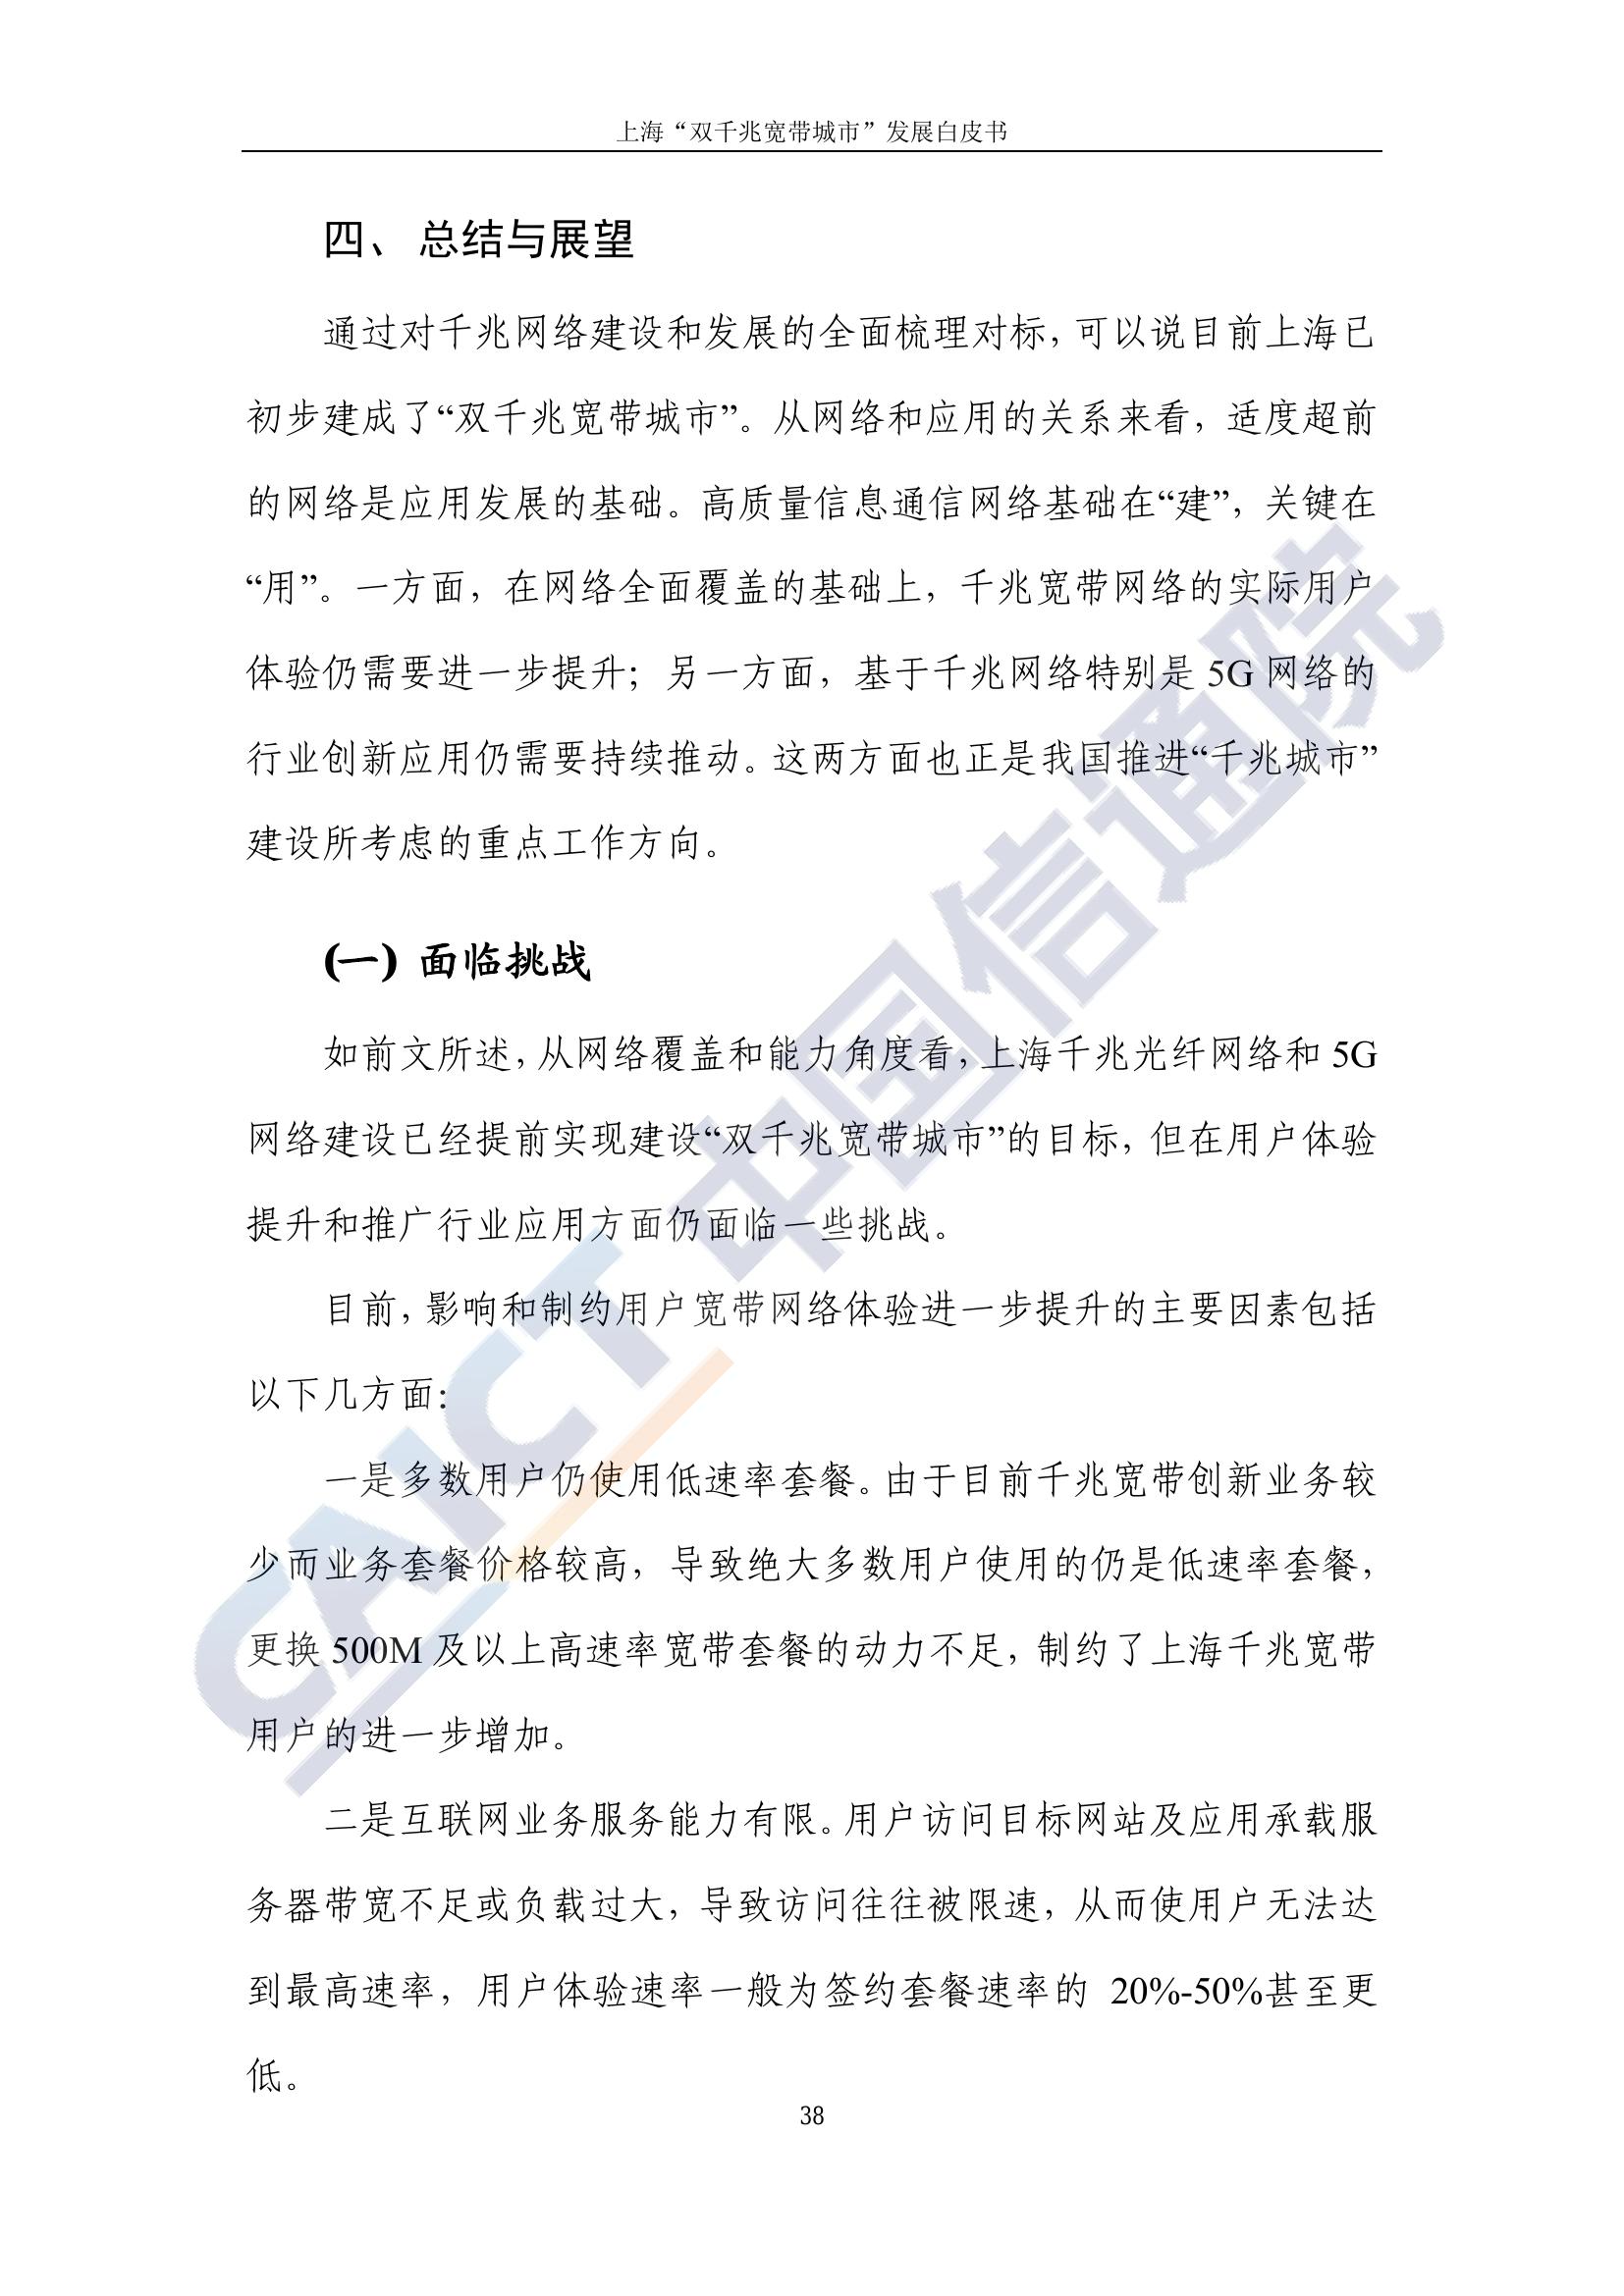 上海“双千兆宽带城市”发展白皮书
四、 总结与展望
通过对千兆网络建设和发展的全面梳理对标，可以说目前上海已
初步建成了“双千兆宽带城市”。从网络和应用的关系来看，适度超前
的网络是应用发展的基础。高质量信息通信网络基础在“建”，关键在
“用”。一方面，在网络全面覆盖的基础上，千兆宽带网络的实际用户
体验仍需要进一步提升；另一方面，基于千兆网络特别是 5G 网络的
行业创新应用仍需要持续推动。这两方面也正是我国推进“千兆城市”
建设所考虑的重点工作方向。
(一) 面临挑战
如前文所述，从网络覆盖和能力角度看，上海千兆光纤网络和 5G
网络建设已经提前实现建设“双千兆宽带城市”的目标，但在用户体验
提升和推广行业应用方面仍面临一些挑战。
目前，影响和制约用户宽带网络体验进一步提升的主要因素包括
以下几方面：
一是多数用户仍使用低速率套餐。由于目前千兆宽带创新业务较
少而业务套餐价格较高，导致绝大多数用户使用的仍是低速率套餐，
更换 500M 及以上高速率宽带套餐的动力不足，制约了上海千兆宽带
用户的进一步增加。
二是互联网业务服务能力有限。用户访问目标网站及应用承载服
务器带宽不足或负载过大，导致访问往往被限速，从而使用户无法达
到最高速率，用户体验速率一般为签约套餐速率的 20%-50%甚至更
低。
38
CAICT 中国信通院